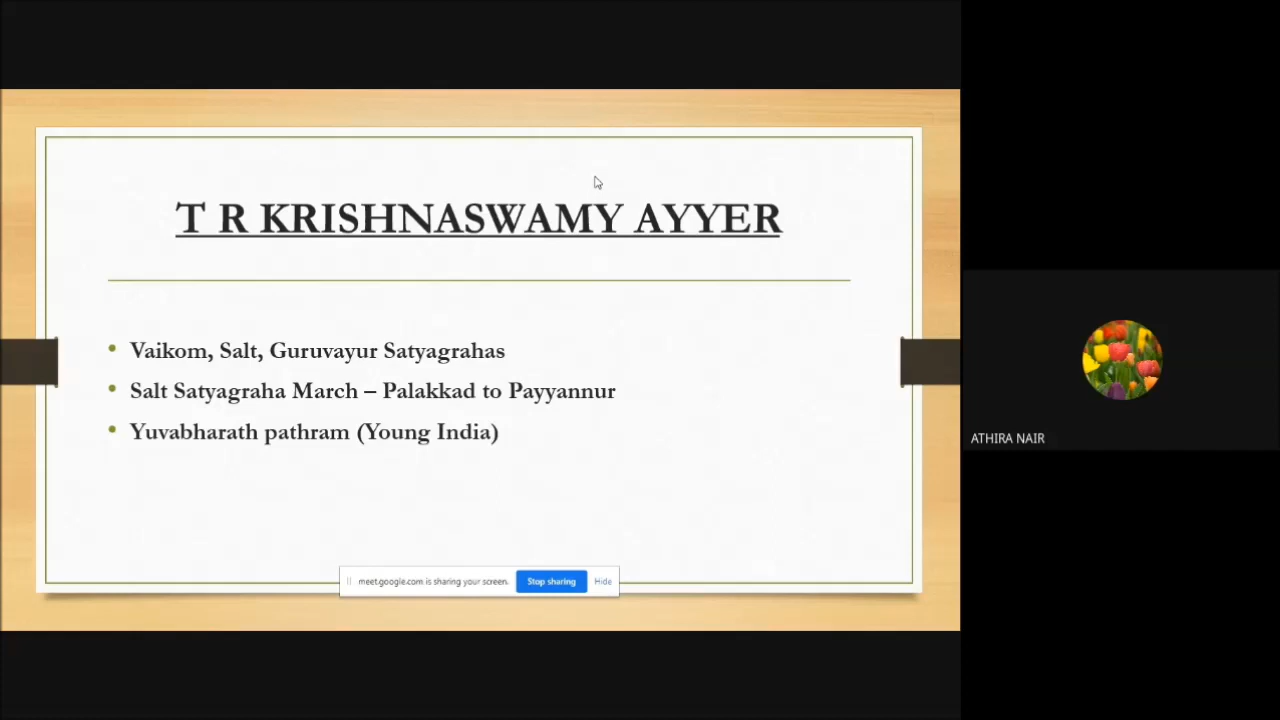 T R KRISHNASWAMY AYYER
• Vaikom, Salt, Guruvayur Satyagrahas
• Salt Satyagraha March – Palakkad to Payyannur
• Yuvabharath pathram (Young India)
meet.google.com is sharing your screen. Stop sharing Hide
ATHIRA NAIR